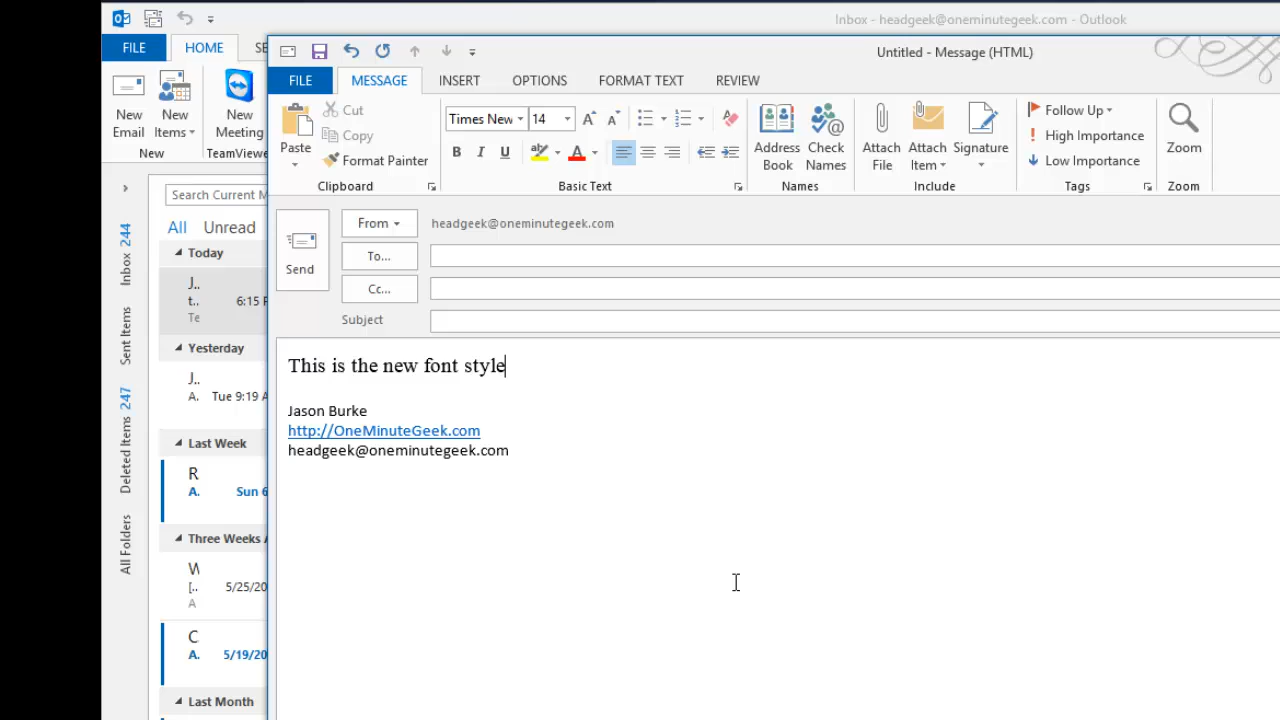 Inbox - headgeek@oneminutegeek.com - Outlook
FILE HOME SE
New Email
New Items
New Meeting
New TeamViewe
Search Current M
All Unread
Today
J..
t.. 6:15 P
Te
Yesterday
J..
A. Tue 9:19 A
Last Week
R
A. Sun 6
Three Weeks A
W
[.. 5/25/20
A
C
A. 5/19/20
Last Month
Inbox 244
Sent Items
Deleted Items 247
All Folders
Untitled - Message (HTML)
FILE MESSAGE INSERT OPTIONS FORMAT TEXT REVIEW
Paste
Cut
Copy
Format Painter
Clipboard
Times New 14
B I U
Basic Text
Address Book
Check Names
Names
Attach File
Attach Item
Signature
Include
Follow Up
High Importance
Low Importance
Tags
Zoom
Zoom
Send
From headgeek@oneminutegeek.com
To...
Cc...
Subject
This is the new font style
Jason Burke
http://OneMinuteGeek.com
headgeek@oneminutegeek.com